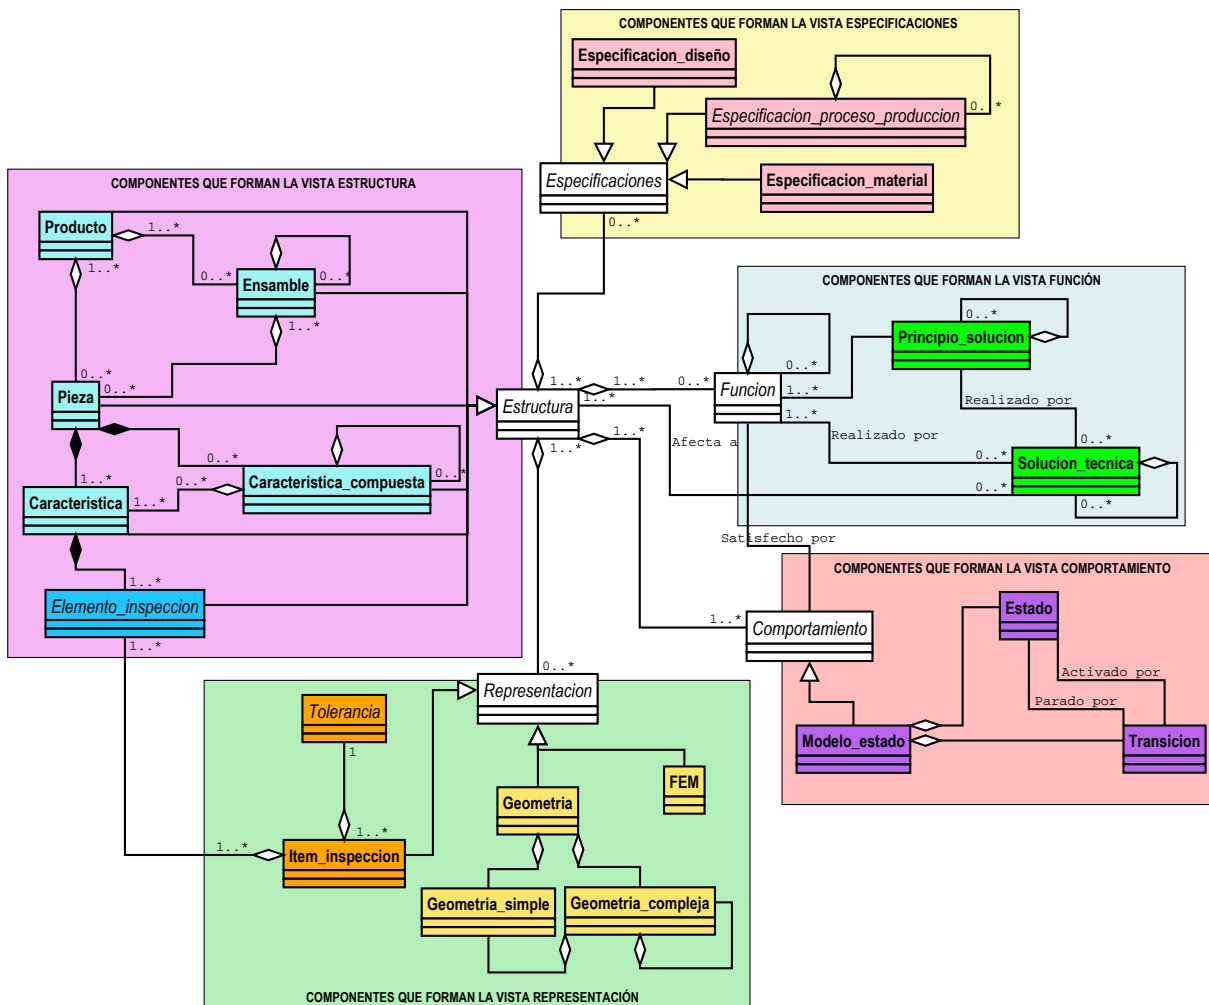 COMPONENTES QUE FORMAN LA VISTA ESPECIFICACIONES
Especificacion_diseño
Especificacion_proceso_produccion
0..*
Especificaciones
Especificacion_material
0..*
COMPONENTES QUE FORMAN LA VISTA ESTRUCTURA
Producto
1..*
1..*
0..*
Ensamble
0..*
1..*
0..*
0..*
Pieza
1..*
0..*
0..*
Caracteristica
1..*
Caracteristica_compuesta
0..*
1..*
Elemento_inspeccion
1..*
COMPONENTES QUE FORMAN LA VISTA FUNCIÓN
0..*
Principio_solucion
0..*
1..*
1..*
0..*
Funcion
1..*
Estructura
1..*
1..*
Realizado por
Afecta a
Realizado por
1..*
1..*
0..*
0..*
Solucion_tecnica
0..*
0..*
Satisfecho por
COMPONENTES QUE FORMAN LA VISTA COMPORTAMIENTO
Estado
1..*
Comportamiento
Activado por
Parado por
Modelo_estado
Transicion
0..*
Representacion
Tolerancia
1
FEM
Geometria
1..*
1..*
Item_inspeccion
Geometria_simple
Geometria_compleja
COMPONENTES QUE FORMAN LA VISTA REPRESENTACIÓN